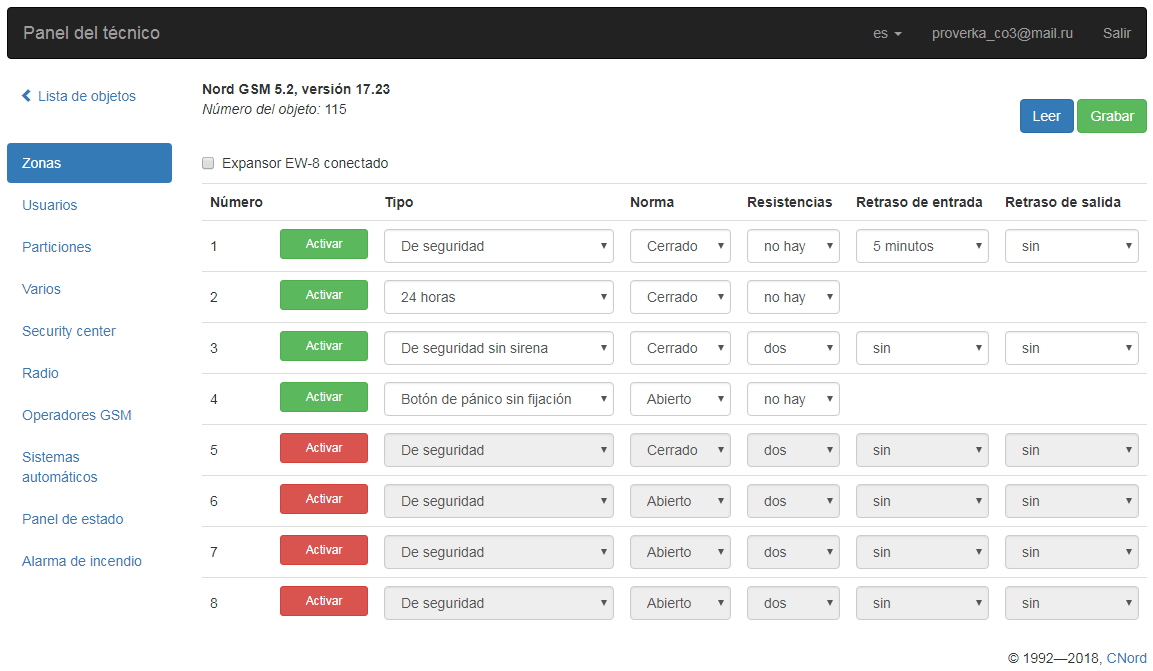 Panel del técnico es proverka_co3@mail.ru Salir
Lista de objetos
Nord GSM 5.2, versión 17.23
Número del objeto: 115
Leer Grabar
Zonas
Usuarios
Particiones
Varios
Security center
Radio
Operadores GSM
Sistemas
automáticos
Panel de estado
Alarma de incendio
Expansor EW-8 conectado
Número Tipo Norma Resistencias Retraso de entrada Retraso de salida
1 Activar De seguridad Cerrado no hay 5 minutos sin
2 Activar 24 horas Cerrado no hay
3 Activar De seguridad sin sirena Cerrado dos sin sin
4 Activar Botón de pánico sin fijación Abierto no hay
5 Activar De seguridad Cerrado dos sin sin
6 Activar De seguridad Abierto dos sin sin
7 Activar De seguridad Abierto dos sin sin
8 Activar De seguridad Abierto dos sin sin
© 1992—2018, CNord